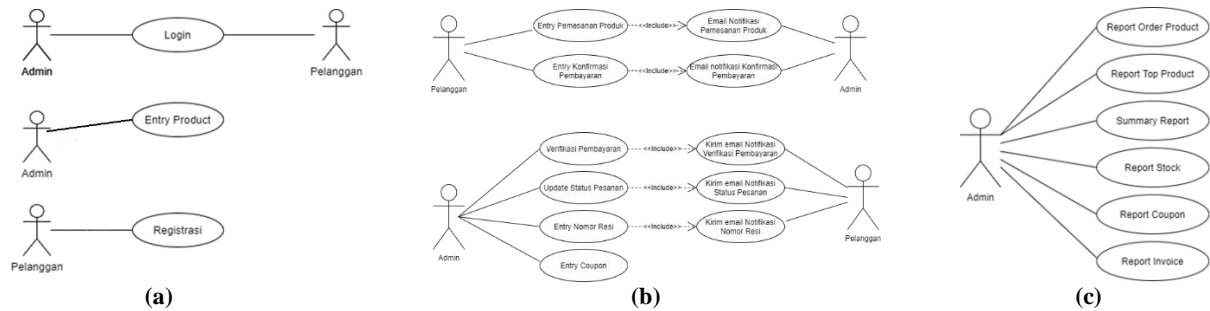 Login
Admin
Pelanggan
Entry Product
Admin
Registrasi
Pelanggan
(a)
Entry Pemesanan Produk
<<Include>>
Email Notifikasi
Pemesanan Produk
Entry Konfirmasi
Pembayaran
<<Include>>
Email notifikasi Konfirmasi
Pembayaran
Pelanggan
Admin
Verifikasi Pembayaran
<<Include>>
Kirim email Notifikasi
Verifikasi Pembayaran
Update Status Pesanan
<<Include>>
Kirim email Notifikasi
Status Pesanan
Entry Nomor Resi
<<Include>>
Kirim email Notifikasi
Nomor Resi
Entry Coupon
Admin
Pelanggan
(b)
Report Order Product
Report Top Product
Summary Report
Report Stock
Report Coupon
Report Invoice
Admin
(c)